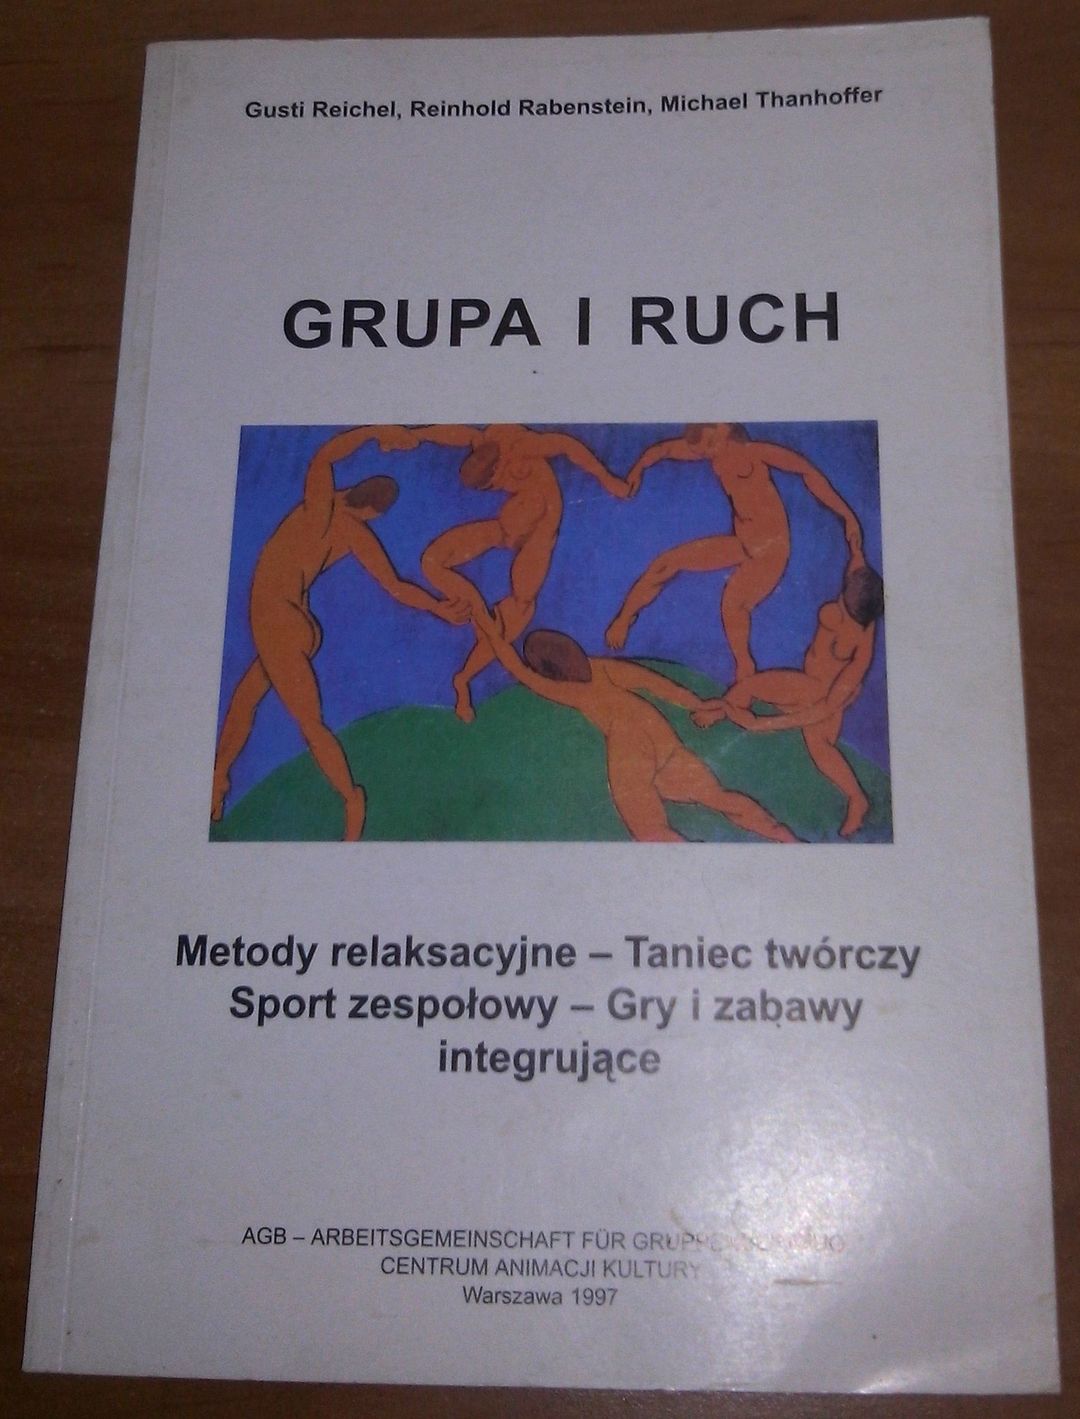 Gusti Reichel, Reinhold Rabenstein, Michael Thanhoffer
GRUPA I RUCH
Metody relaksacyjne – Taniec twórczy
Sport zespołowy – Gry i zabawy
integrujące
AGB – ARBEITSGEMEINSCHAFT FÜR
CENTRUM ANIMACJI KULTURY
Warszawa 1997